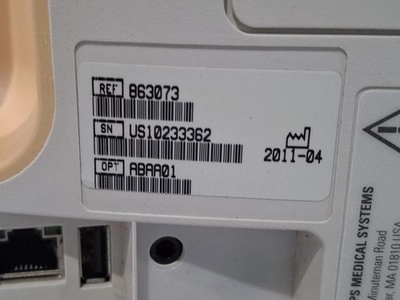 REF 863073
SN US10233362
2011-04
OPT ABAA01
PS MEDICAL SYSTEMS
Minuteman Road
MA 01810 USA